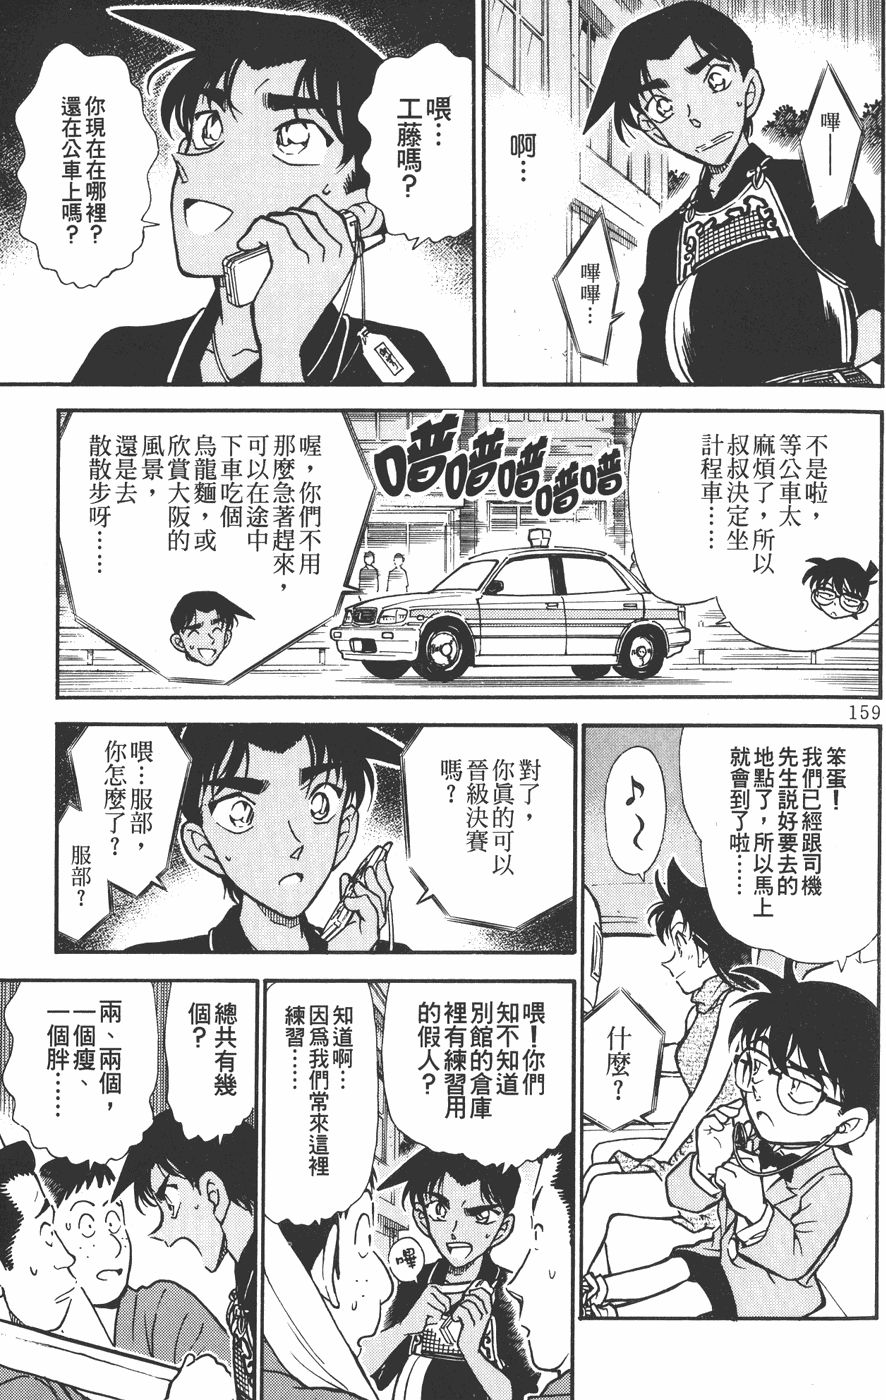 嗶—
嗶嗶…
啊…
喂…
工藤嗎？
你現在在哪裡？
還在公車上嗎？
不是啦，
等公車太
麻煩了，所以
叔叔決定坐
計程車……
噆噆噆噆噆
喔，你們不用
那麼急著趕來，
可以在途中
下車吃個
烏龍麵，或
欣賞大阪的
風景，
還是去
散散步呀……
159
笨蛋！
我們已經跟司機
先生說好要去的
地點了，所以馬上
就會到了啦……
♪～
什麼？
對了，
你真的可以
晉級決賽
嗎？
喂…服部，
你怎麼了？
服部？
喂！你們
知不知道
別館的倉庫
裡有練習用
的假人？
嗶
知道啊…
因為我們常來這裡
練習……
總共有幾
個？
兩、兩個，
一個瘦、
一個胖……